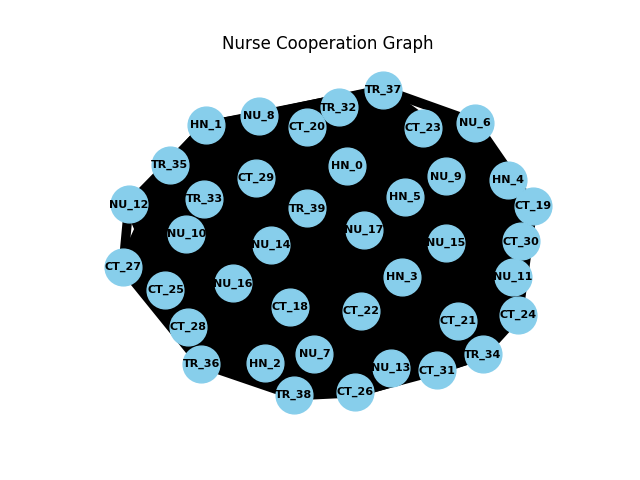 Nurse Cooperation Graph
TR_37
TR_32
NU_8
CT_20
HN_1
CT_23
NU_6
TR_35
HN_0
CT_29
NU_9
HN_4
HN_5
TR_33
NU_12
TR_39
CT_19
NU_10
NU_17
NU_14
NU_15
CT_30
CT_27
HN_3
NU_11
CT_25
NU_16
CT_18
CT_22
CT_24
CT_21
CT_28
NU_7
TR_34
TR_36
HN_2
NU_13
CT_31
TR_38
CT_26